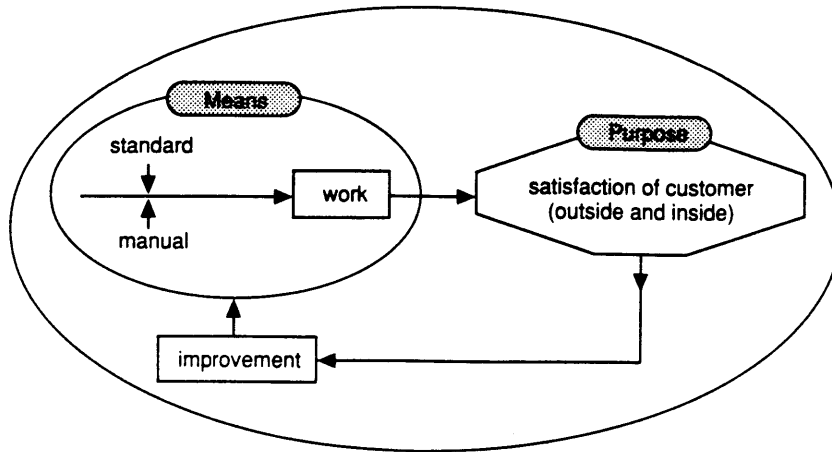 Means
standard
manual
work
Purpose
satisfaction of customer
(outside and inside)
improvement